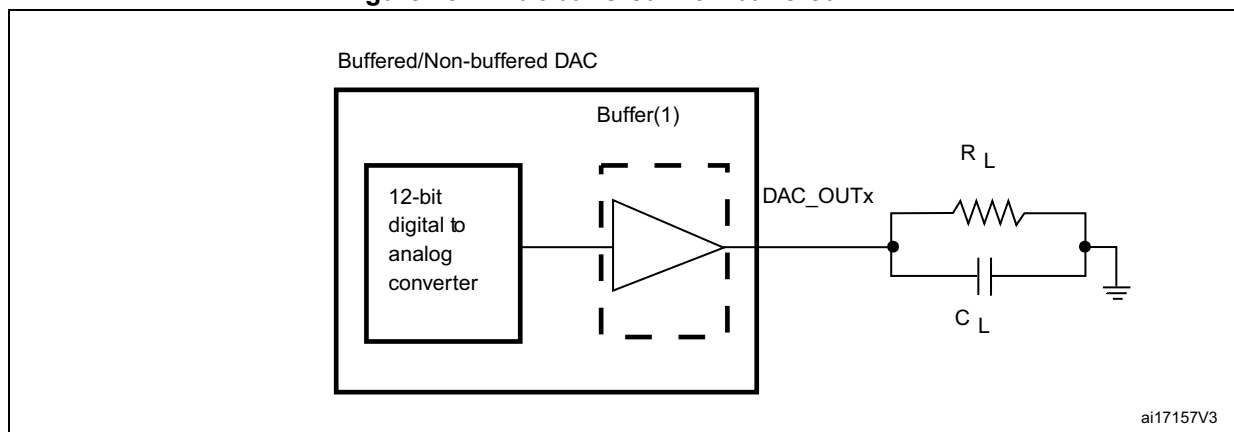 Buffered/Non-buffered DAC
Buffer(1)
12-bit
digital to
analog
converter
DAC_OUTx
R L
C L
ai17157V3